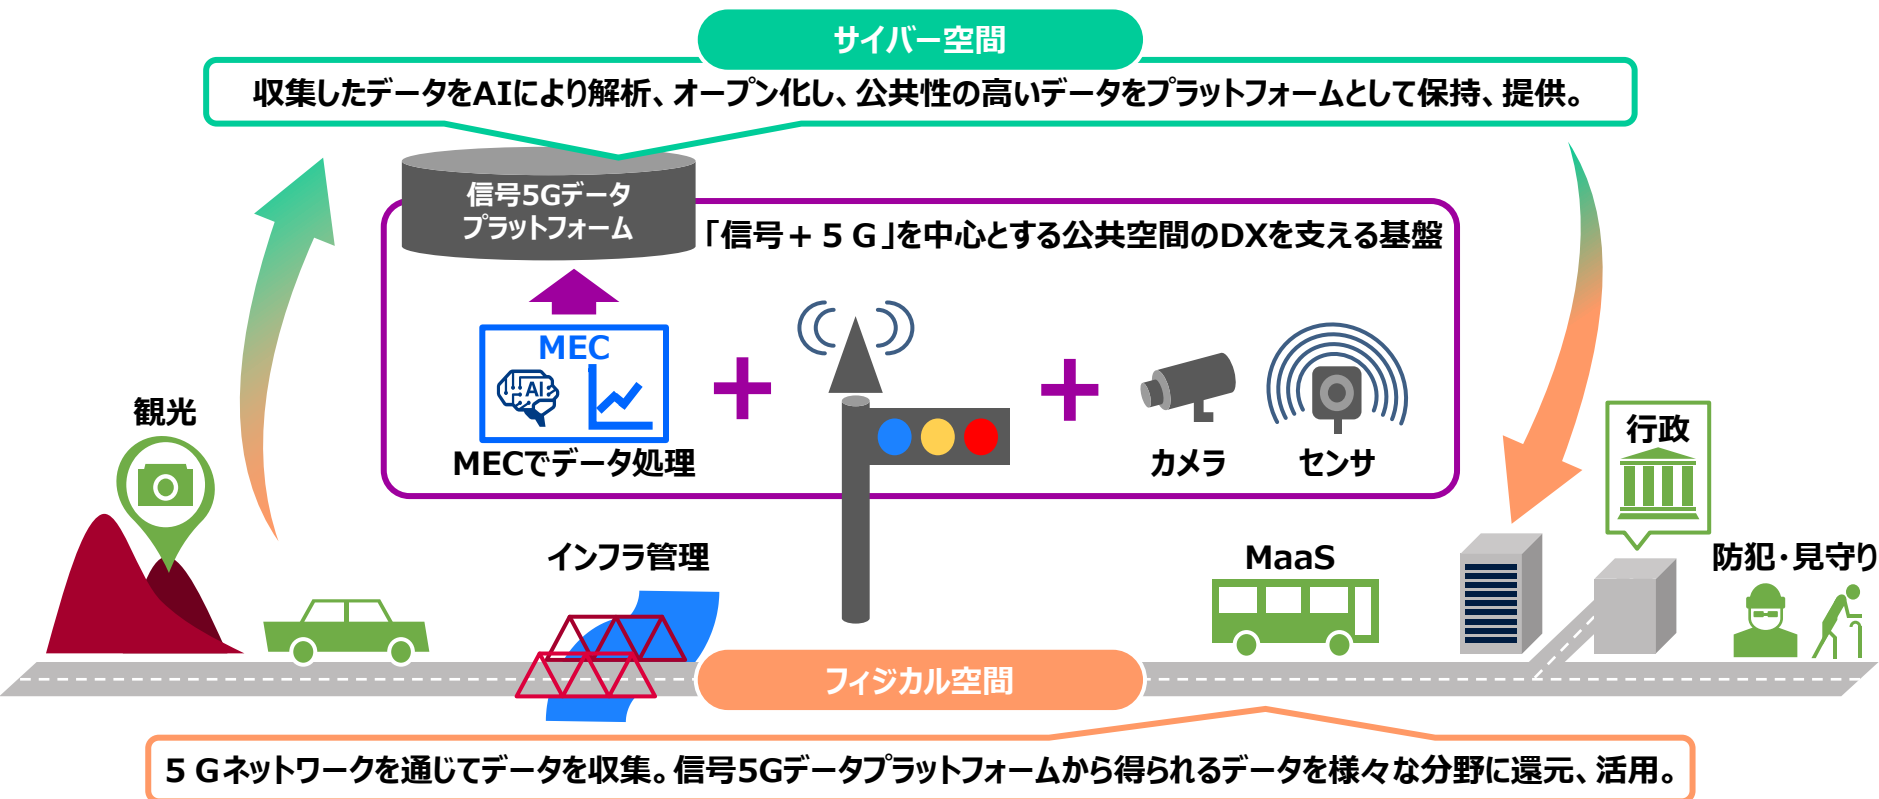 サイバー空間
収集したデータをAIにより解析、オープン化し、公共性の高いデータをプラットフォームとして保持、提供。
信号5Gデータ
プラットフォーム
「信号＋５Ｇ」を中心とする公共空間のDXを支える基盤
MEC
AI
MECでデータ処理
カメラ
センサ
観光
行政
インフラ管理
MaaS
防犯・見守り
フィジカル空間
５Ｇネットワークを通じてデータを収集。信号5Gデータプラットフォームから得られるデータを様々な分野に還元、活用。